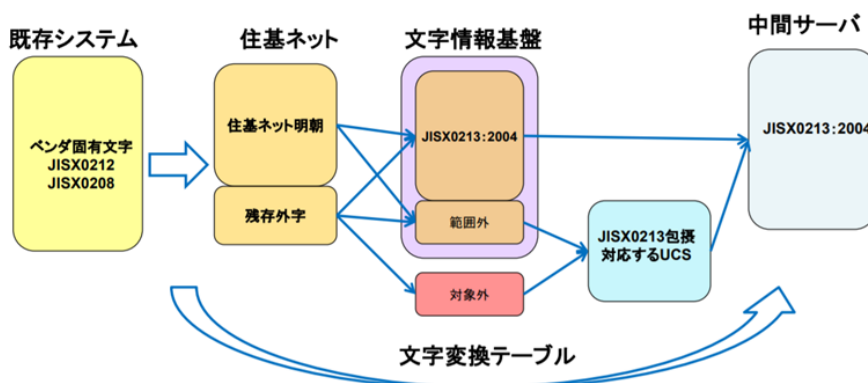 既存システム
住基ネット
文字情報基盤
中間サーバ
ベンダ固有文字
JISX0212
JISX0208
住基ネット明朝
残存外字
JISX0213：2004
範囲外
対象外
JISX0213包摂
対応するUCS
JISX0213：2004
文字変換テーブル